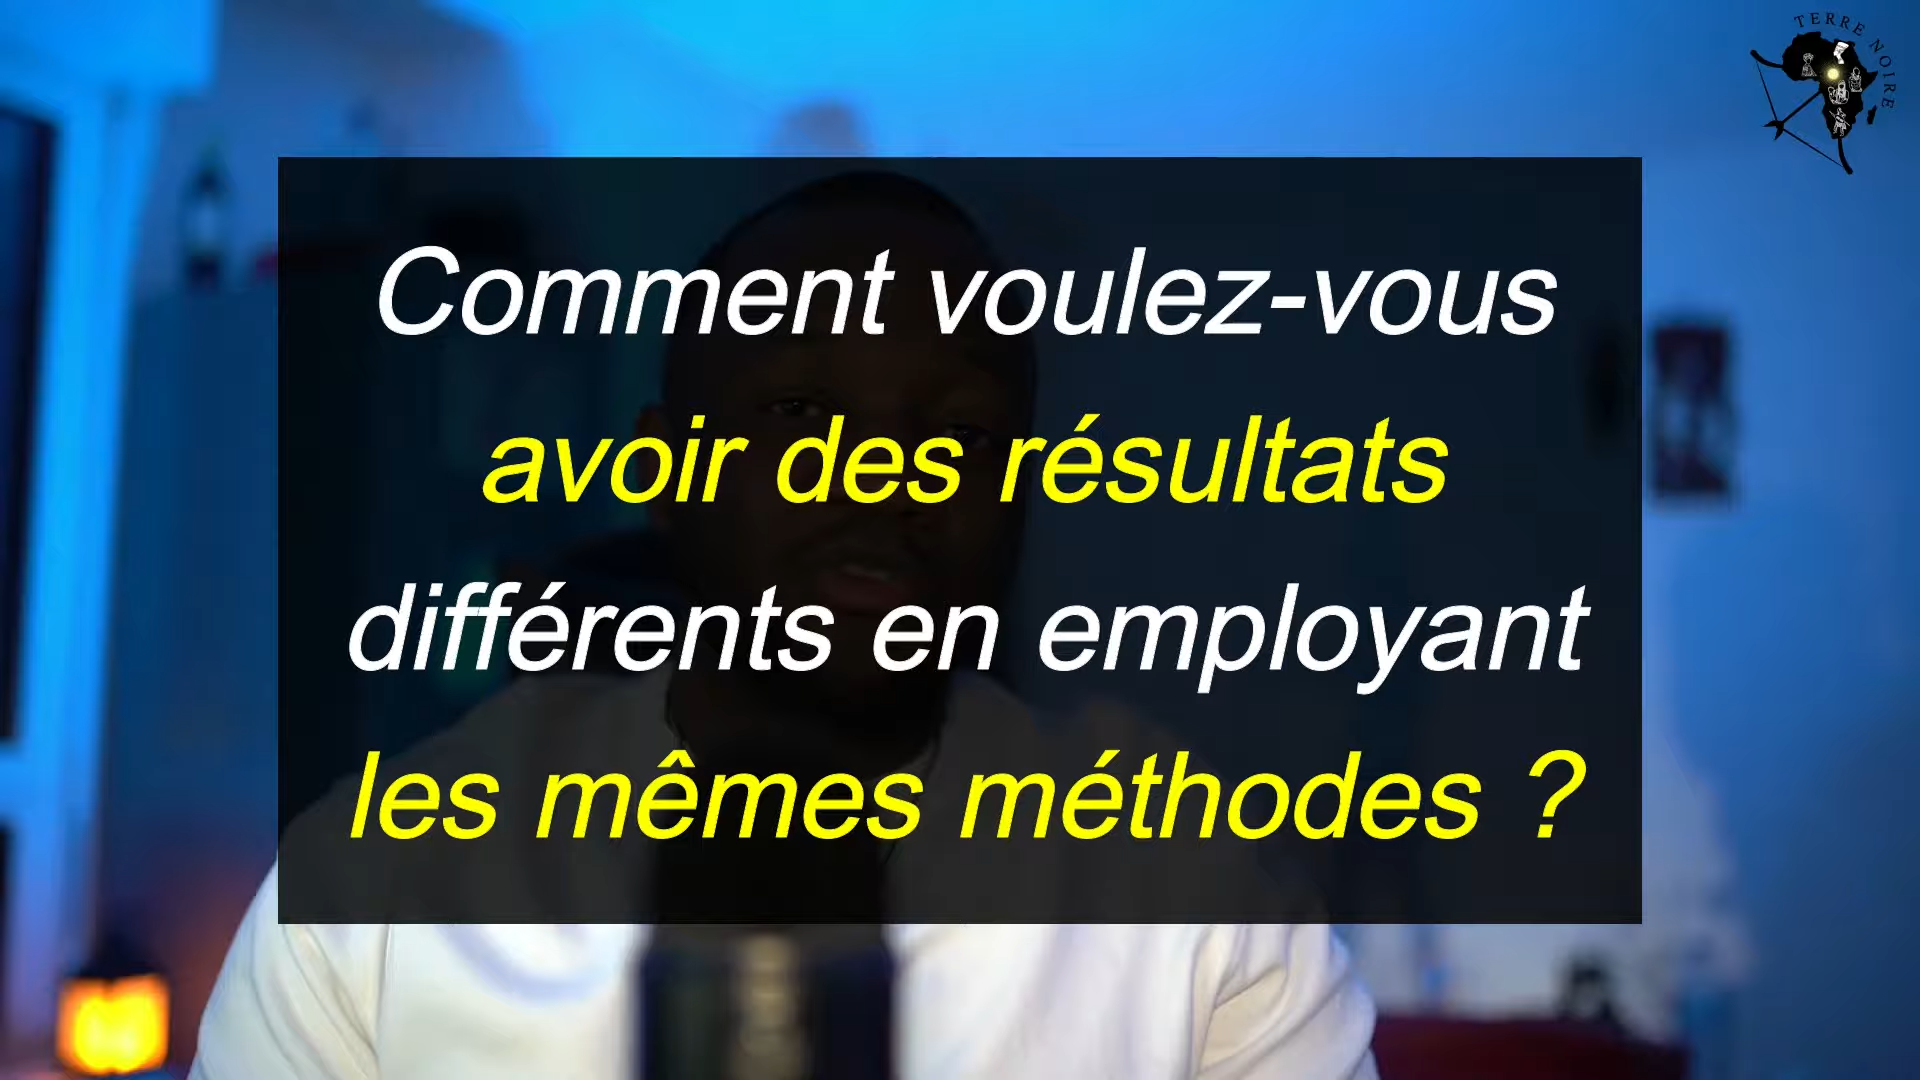 TERRE NOIRE
Comment voulez-vous
avoir des résultats
différents en employant
les mêmes méthodes ?